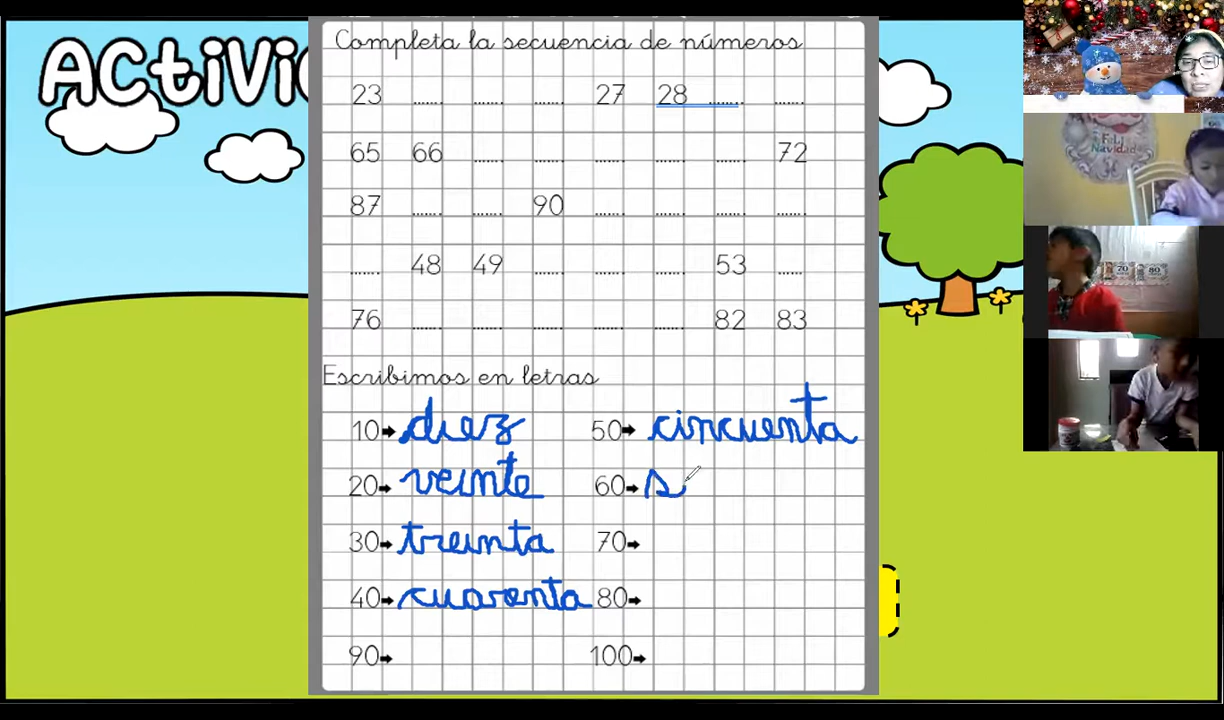 ACtiVi
Completa la secuencia de números
23 ...... ...... ...... 27 28 ...... ......
65 66 ...... ...... ...... ...... ...... 72
87 ...... ...... 90 ...... ...... ...... ......
...... 48 49 ...... ...... ...... 53 ......
76 ...... ...... ...... ...... ...... 82 83
Escribimos en letras
10→ diez 50→ cincuenta
20→ veinte 60→ s
30→ treinta 70→
40→ cuarenta 80→
90→ 100→
FELiZ
Navidad
70 80